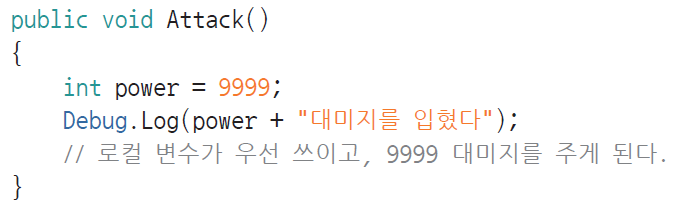 public void Attack()
{
    int power = 9999;
    Debug.Log(power + "대미지를 입혔다");
    // 로컬 변수가 우선 쓰이고, 9999 대미지를 주게 된다.
}